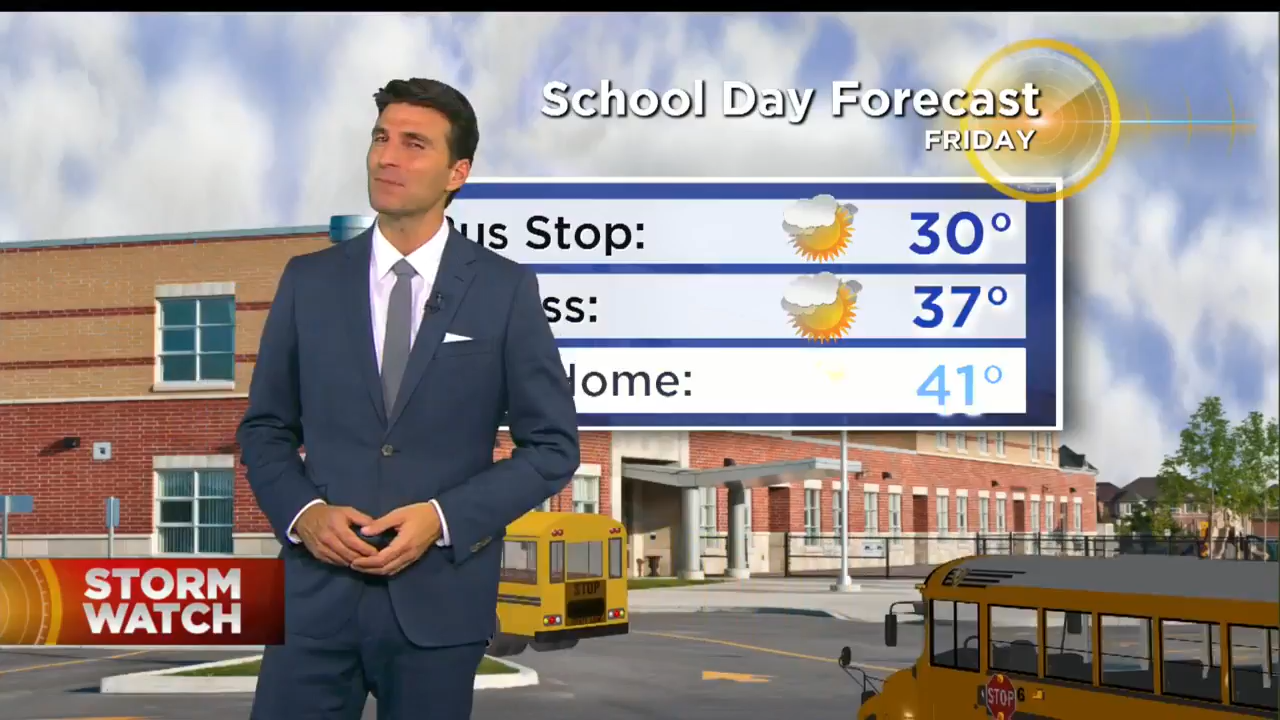 School Day Forecast
FRIDAY
us Stop: 30°
ss: 37°
Home: 41°
STORM
WATCH
STOP
STOP